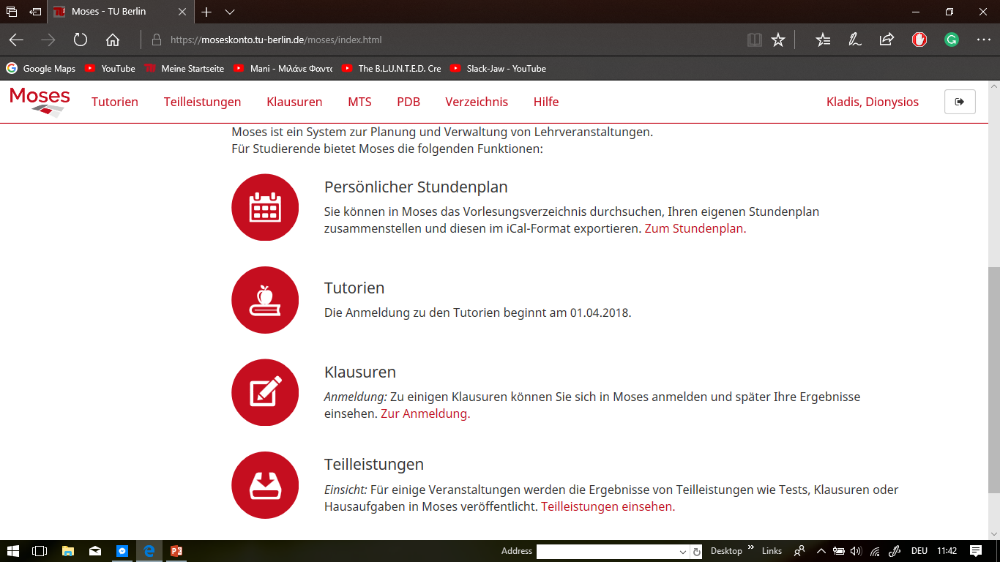 Moses - TU Berlin
https://moseskonto.tu-berlin.de/moses/index.html
Google Maps YouTube Meine Startseite Mani - Μιλάνε Φαντα The B.L.U.N.T.E.D. Cre Slack-Jaw - YouTube
Moses Tutorien Teilleistungen Klausuren MTS PDB Verzeichnis Hilfe Kladis, Dionysios
Moses ist ein System zur Planung und Verwaltung von Lehrveranstaltungen.
Für Studierende bietet Moses die folgenden Funktionen:
Persönlicher Stundenplan
Sie können in Moses das Vorlesungsverzeichnis durchsuchen, Ihren eigenen Stundenplan
zusammenstellen und diesen im iCal-Format exportieren. Zum Stundenplan.
Tutorien
Die Anmeldung zu den Tutorien beginnt am 01.04.2018.
Klausuren
Anmeldung: Zu einigen Klausuren können Sie sich in Moses anmelden und später Ihre Ergebnisse
einsehen. Zur Anmeldung.
Teilleistungen
Einsicht: Für einige Veranstaltungen werden die Ergebnisse von Teilleistungen wie Tests, Klausuren oder
Hausaufgaben in Moses veröffentlicht. Teilleistungen einsehen.
Address Desktop Links DEU 11:42